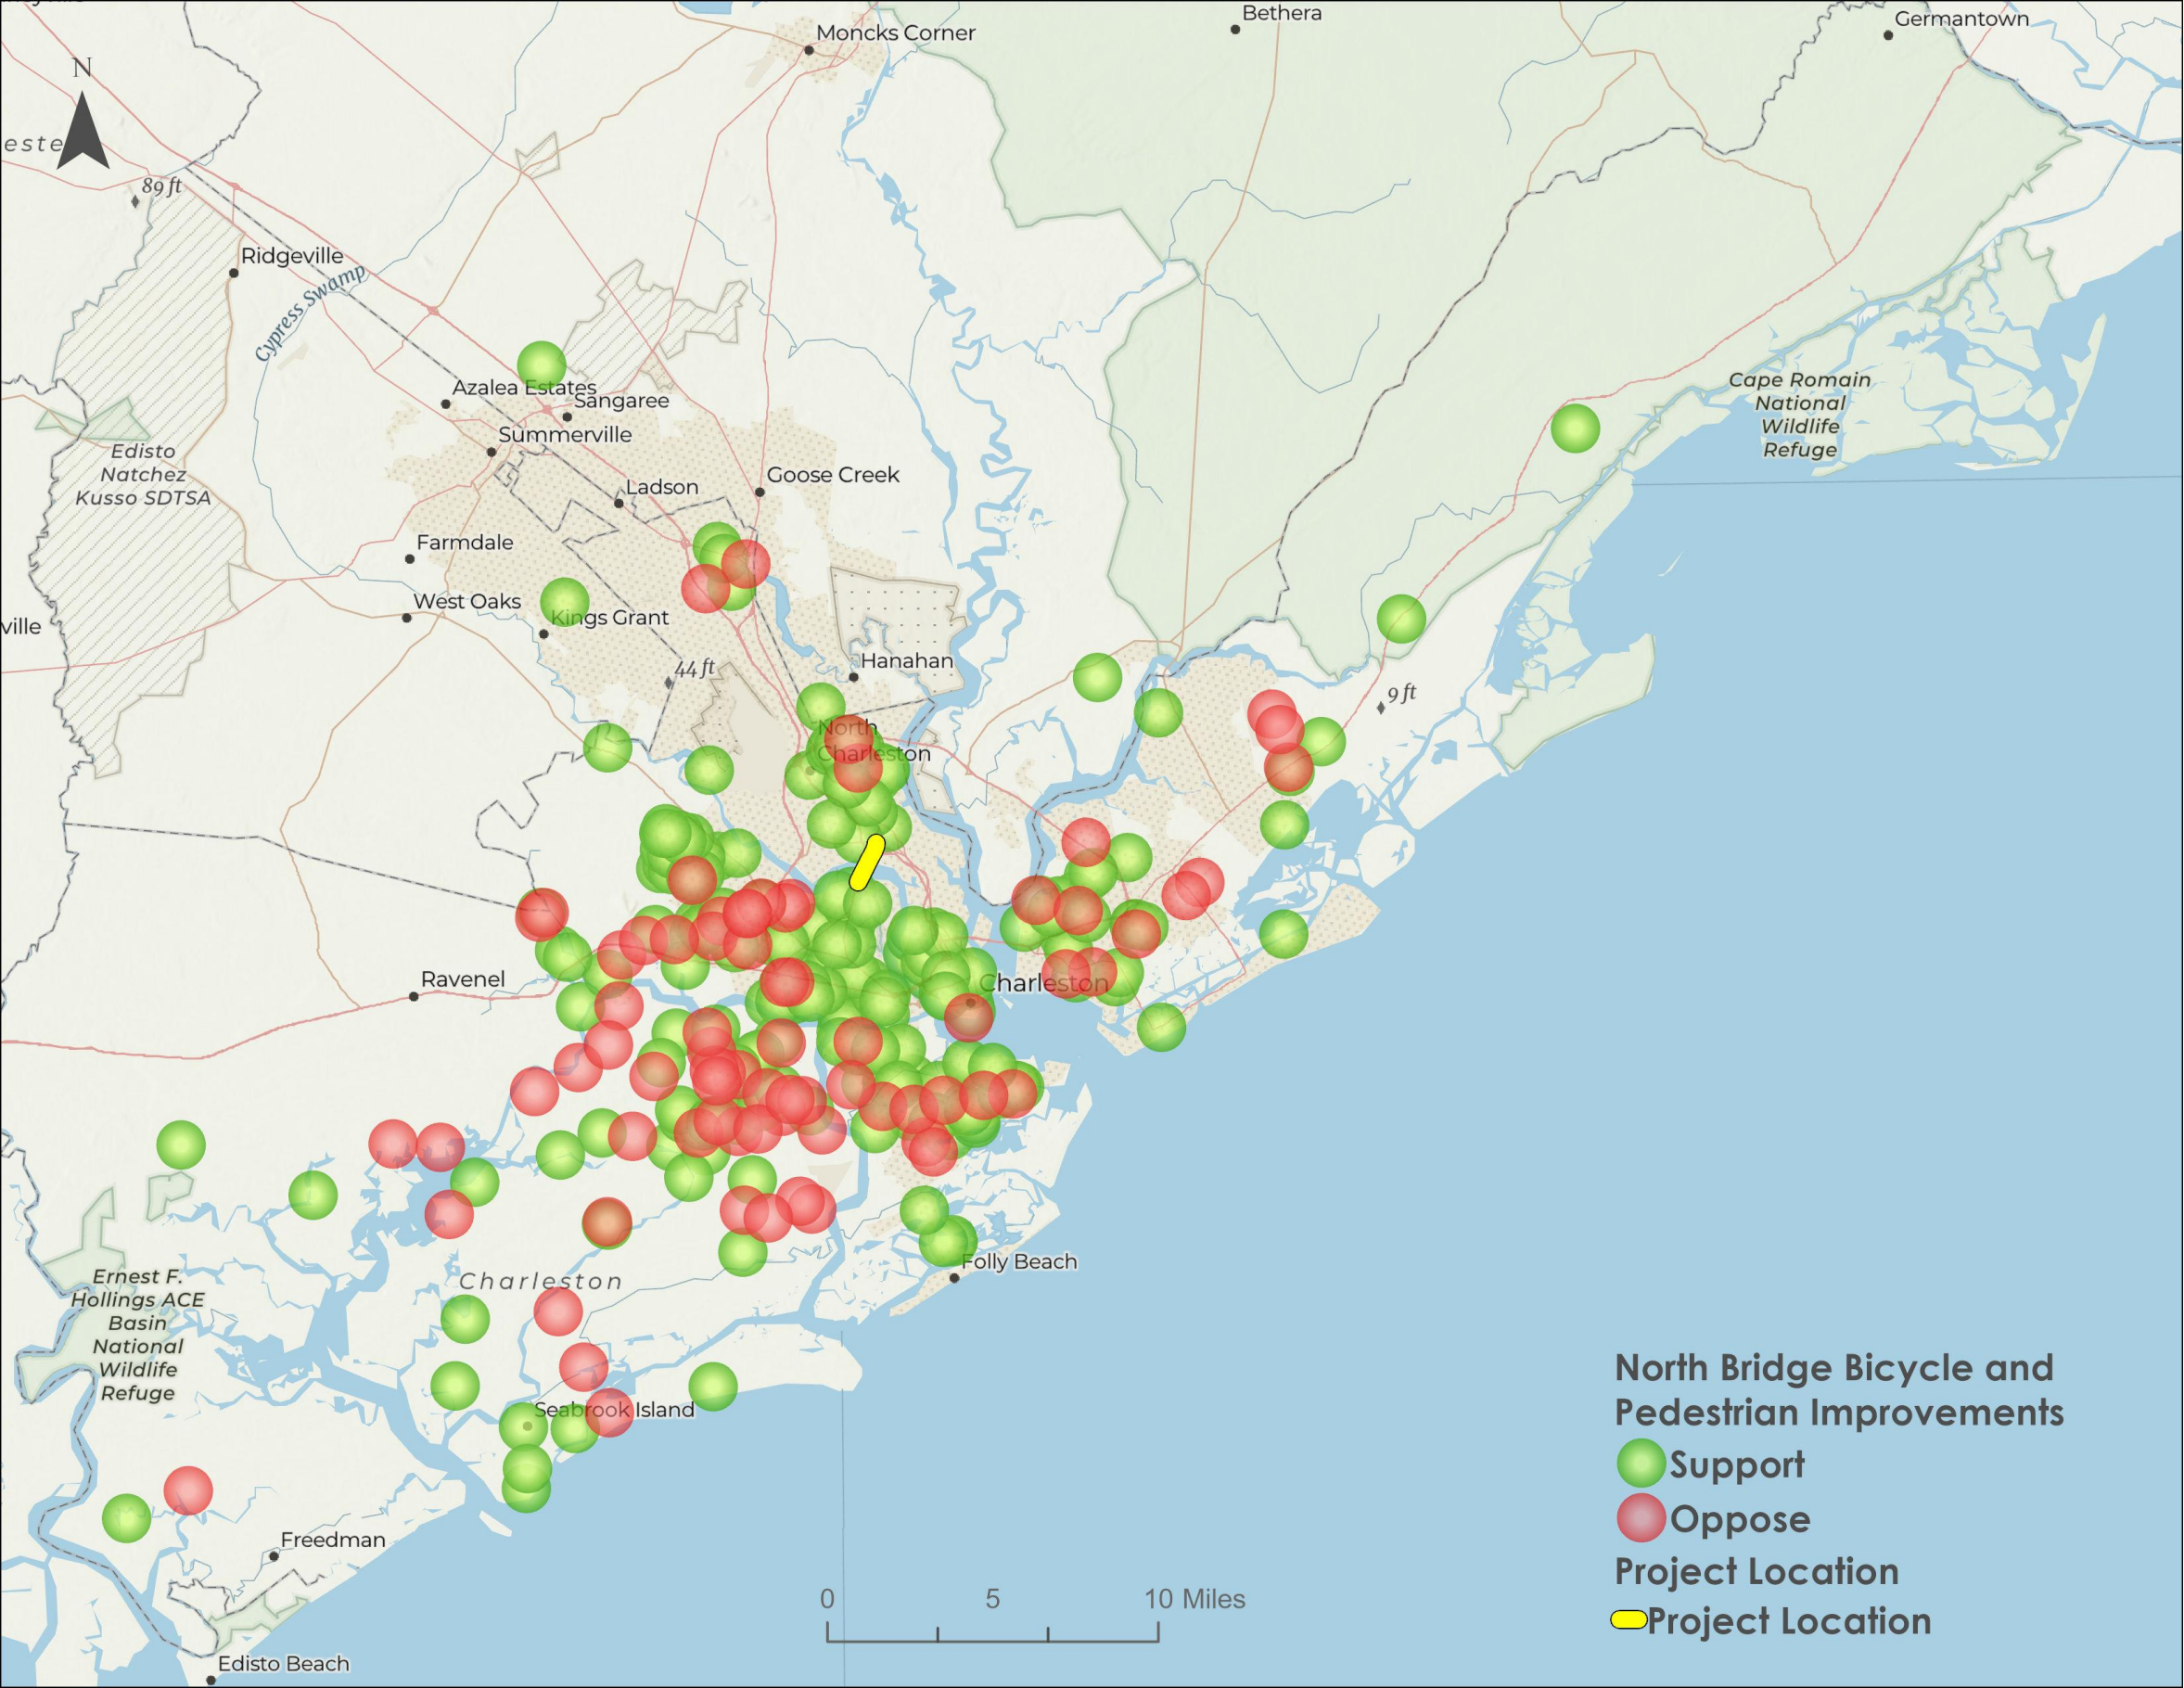 Moncks Corner
Bethera
Germantown
N
este
89 ft
Ridgeville
Cypress Swamp
Azalea Estates
Sangaree
Summerville
Cape Romain
National
Wildlife
Refuge
Edisto
Natchez
Kusso SDTSA
Ladson
Goose Creek
Farmdale
West Oaks
Kings Grant
ville
44 ft
Hanahan
9 ft
North
Charleston
Ravenel
Charleston
Folly Beach
Charleston
Ernest F.
Hollings ACE
Basin
National
Wildlife
Refuge
Seabrook Island
Freedman
Edisto Beach
0 5 10 Miles
North Bridge Bicycle and
Pedestrian Improvements
Support
Oppose
Project Location
Project Location